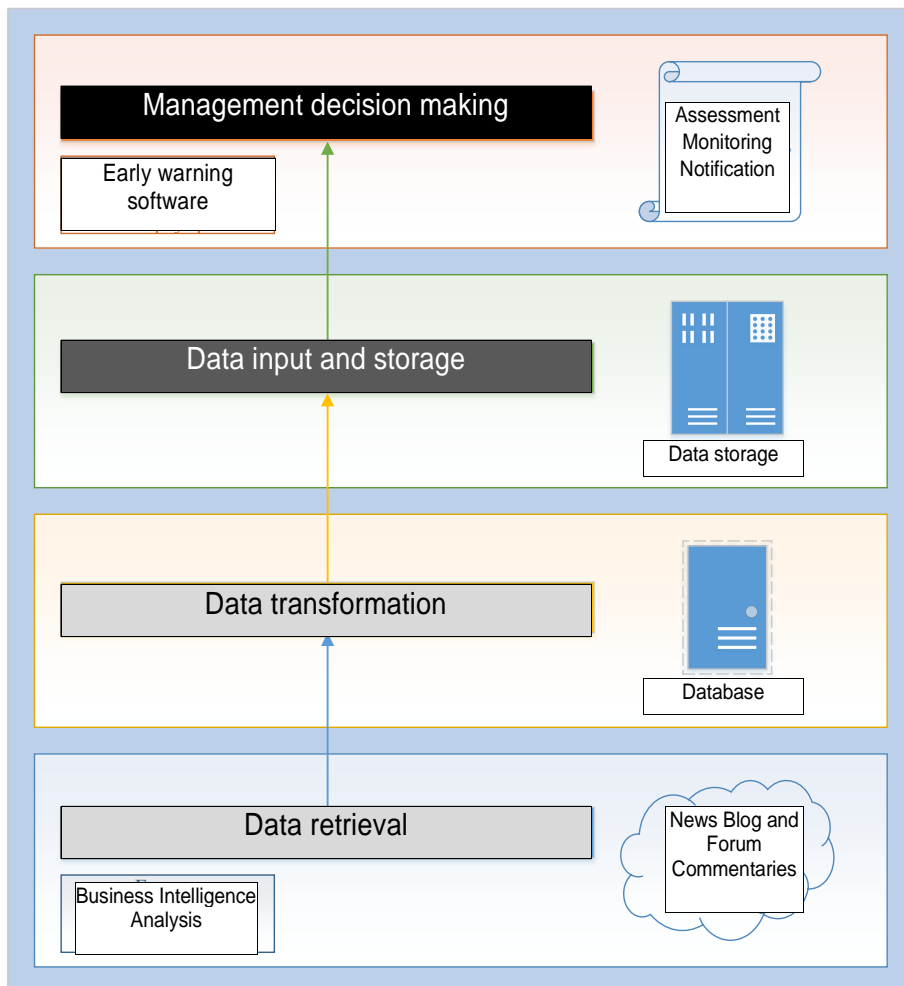 Management decision making
Assessment
Monitoring
Notification
Early warning
software
Data input and storage
Data storage
Data transformation
Database
Data retrieval
News Blog and
Forum
Commentaries
Business Intelligence
Analysis